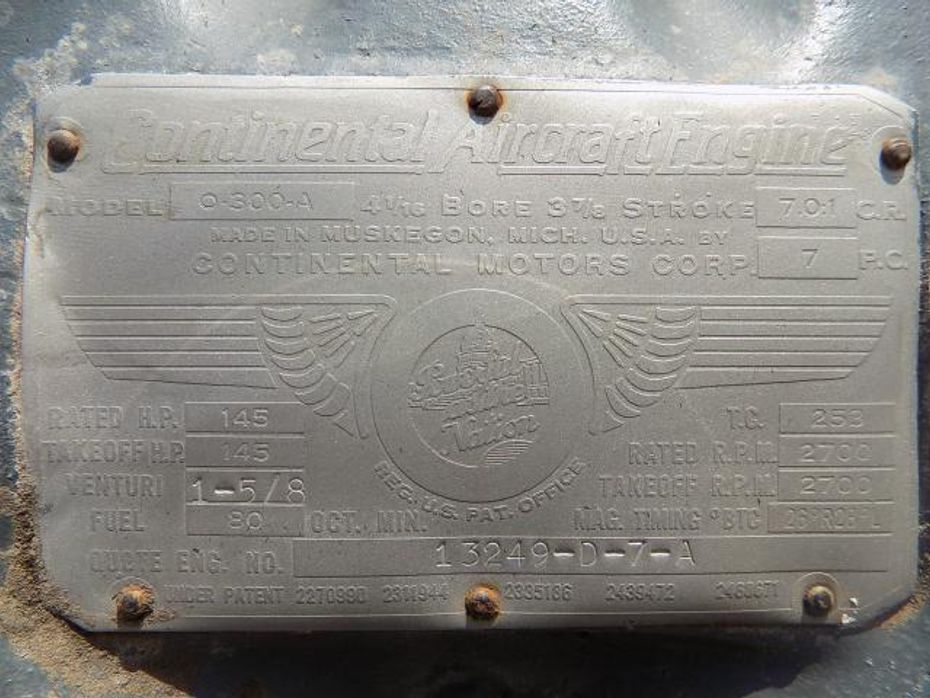 Continental Aircraft Engine
MODEL O-300-A 4 1/16 BORE 3 7/8 STROKE 7.0:1 C.R.
MADE IN MUSKEGON, MICH. U.S.A. BY
CONTINENTAL MOTORS CORP. 7 P.C.
Nation
REG. U.S. PAT. OFFICE
RATED H.P. 145 T.C. 253
TAKEOFF H.P. 145 RATED R.P.M. 2700
VENTURI 1-5/8 TAKEOFF R.P.M. 2700
FUEL 80 OCT. MIN. MAG. TIMING °BTC
QUOTE ENG. NO. 13249-D-7-A
UNDER PATENT 2270990 2311944 2395186 2439472